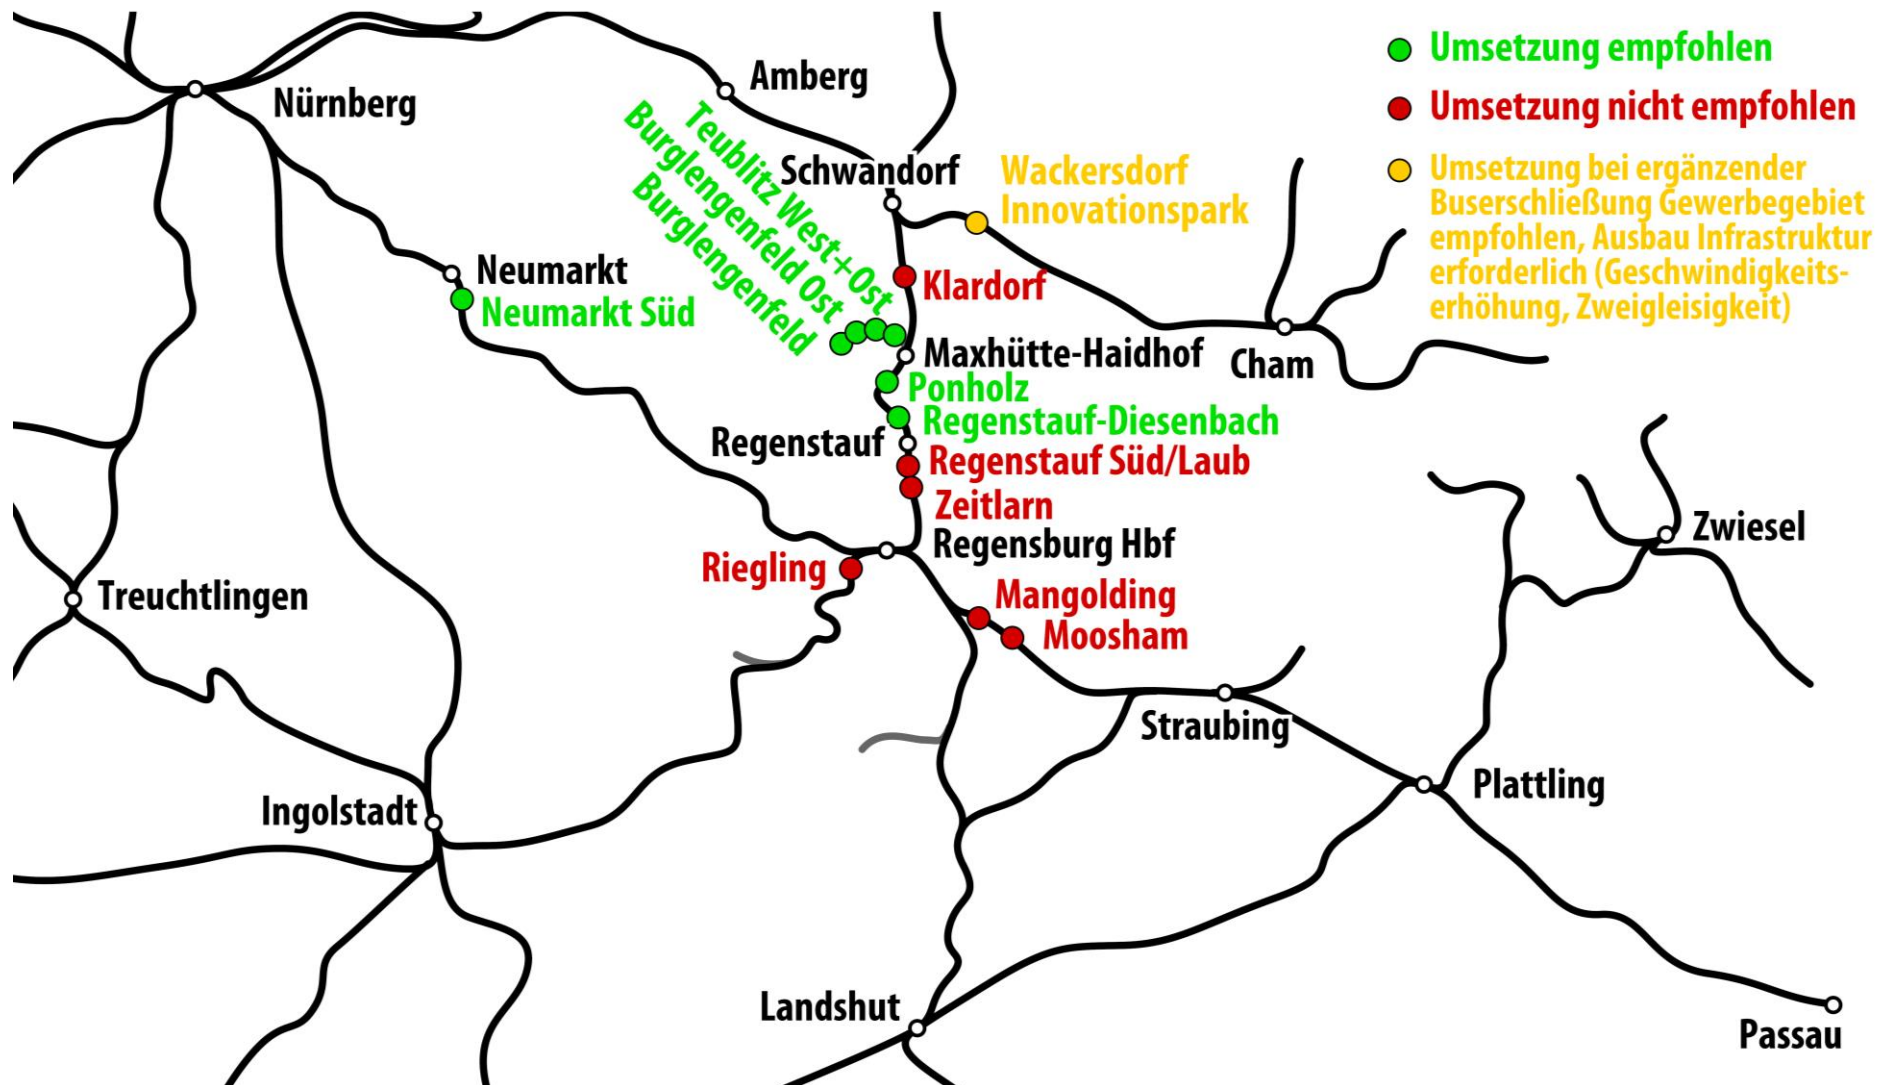 Umsetzung empfohlen
Umsetzung nicht empfohlen
Umsetzung bei ergänzender
Buserschließung Gewerbegebiet
empfohlen, Ausbau Infrastruktur
erforderlich (Geschwindigkeits-
erhöhung, Zweigleisigkeit)
Amberg
Nürnberg
Schwandorf
Wackersdorf
Innovationspark
Teublitz West+Ost
Burglengenfeld Ost
Burglengenfeld
Neumarkt
Neumarkt Süd
Klardorf
Maxhütte-Haidhof
Cham
Ponholz
Regenstauf-Diesenbach
Regenstauf
Regenstauf Süd/Laub
Zeitlarn
Regensburg Hbf
Zwiesel
Riegling
Mangolding
Moosham
Treuchtlingen
Straubing
Plattling
Ingolstadt
Landshut
Passau